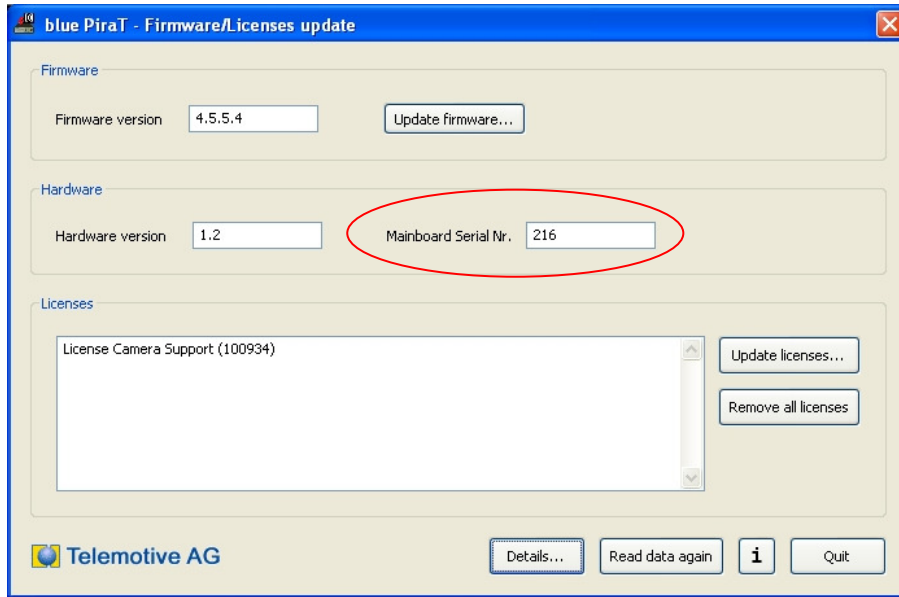 blue PiraT - Firmware/Licenses update
Firmware
Firmware version 4.5.5.4 Update firmware...
Hardware
Hardware version 1.2 Mainboard Serial Nr. 216
Licenses
License Camera Support (100934)
Update licenses...
Remove all licenses
Telemotive AG Details... Read data again i Quit